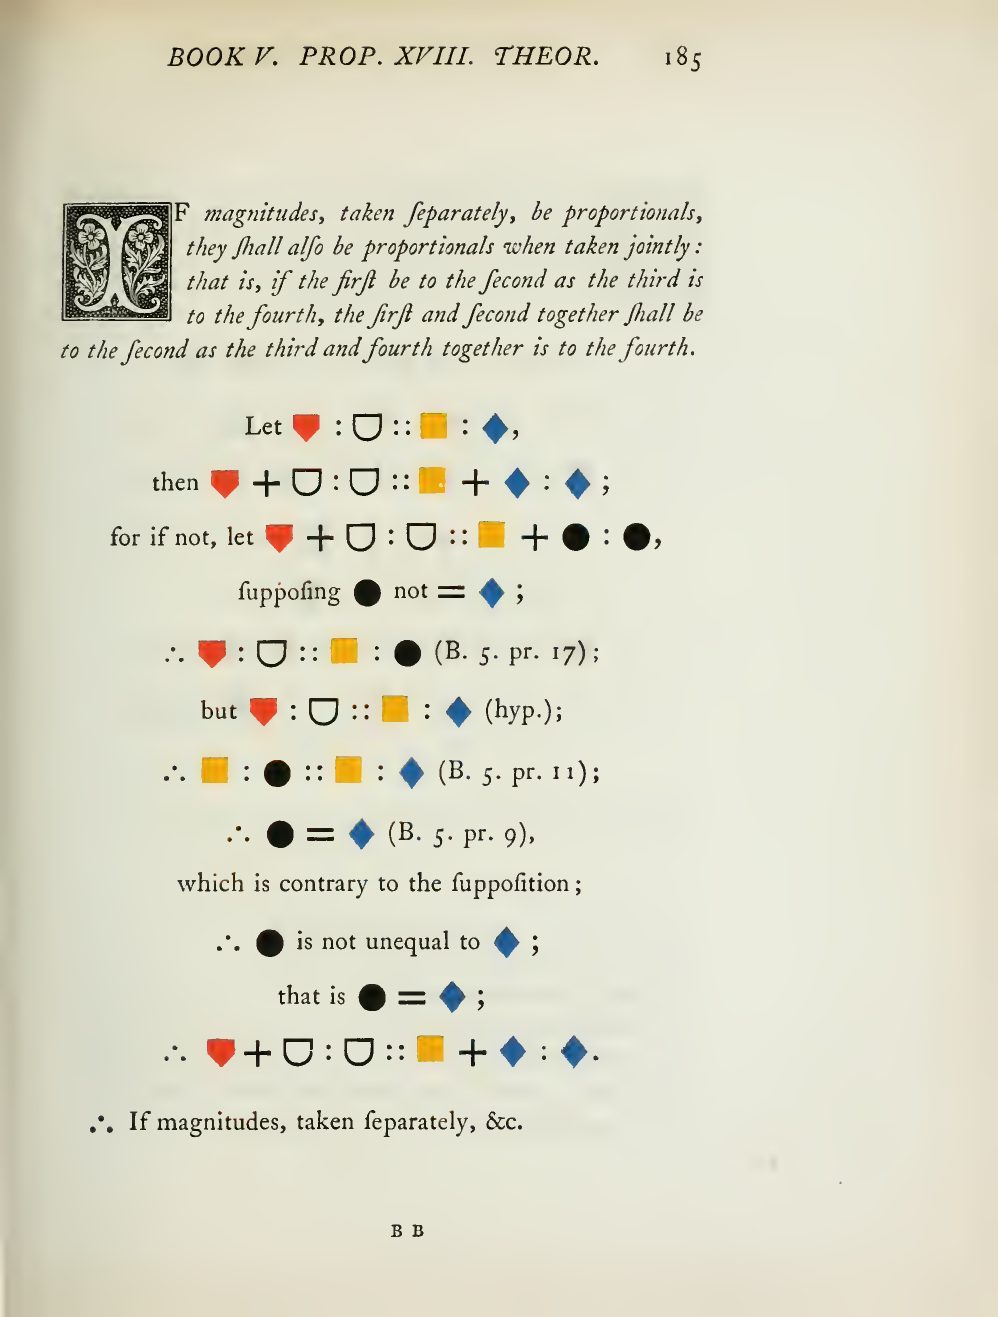 BOOK V. PROP. XVIII. THEOR. 185
IF magnitudes, taken ſeparately, be proportionals,
they ſhall alſo be proportionals when taken jointly :
that is, if the firſt be to the ſecond as the third is
to the fourth, the firſt and ſecond together ſhall be
to the ſecond as the third and fourth together is to the fourth.
Let : :: : ,
then + : :: + : ;
for if not, let + : :: + : ,
ſuppoſing not = ;
∴ : :: : (B. 5. pr. 17) ;
but : :: : (hyp.);
∴ : :: : (B. 5. pr. 11);
∴ = (B. 5. pr. 9),
which is contrary to the ſuppoſition ;
∴ is not unequal to ;
that is = ;
∴ + : :: + : .
∴ If magnitudes, taken ſeparately, &c.
B B